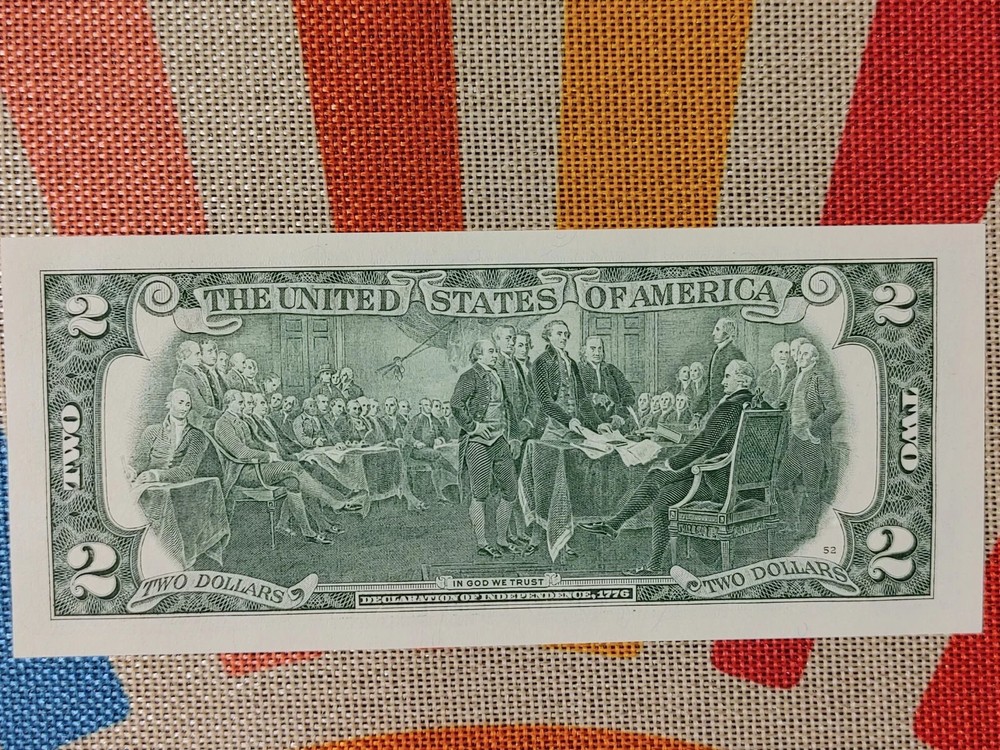 THE UNITED STATES OF AMERICA
2
2
TWO
TWO
52
2
2
TWO DOLLARS
IN GOD WE TRUST
TWO DOLLARS
DECLARATION OF INDEPENDENCE, 1776